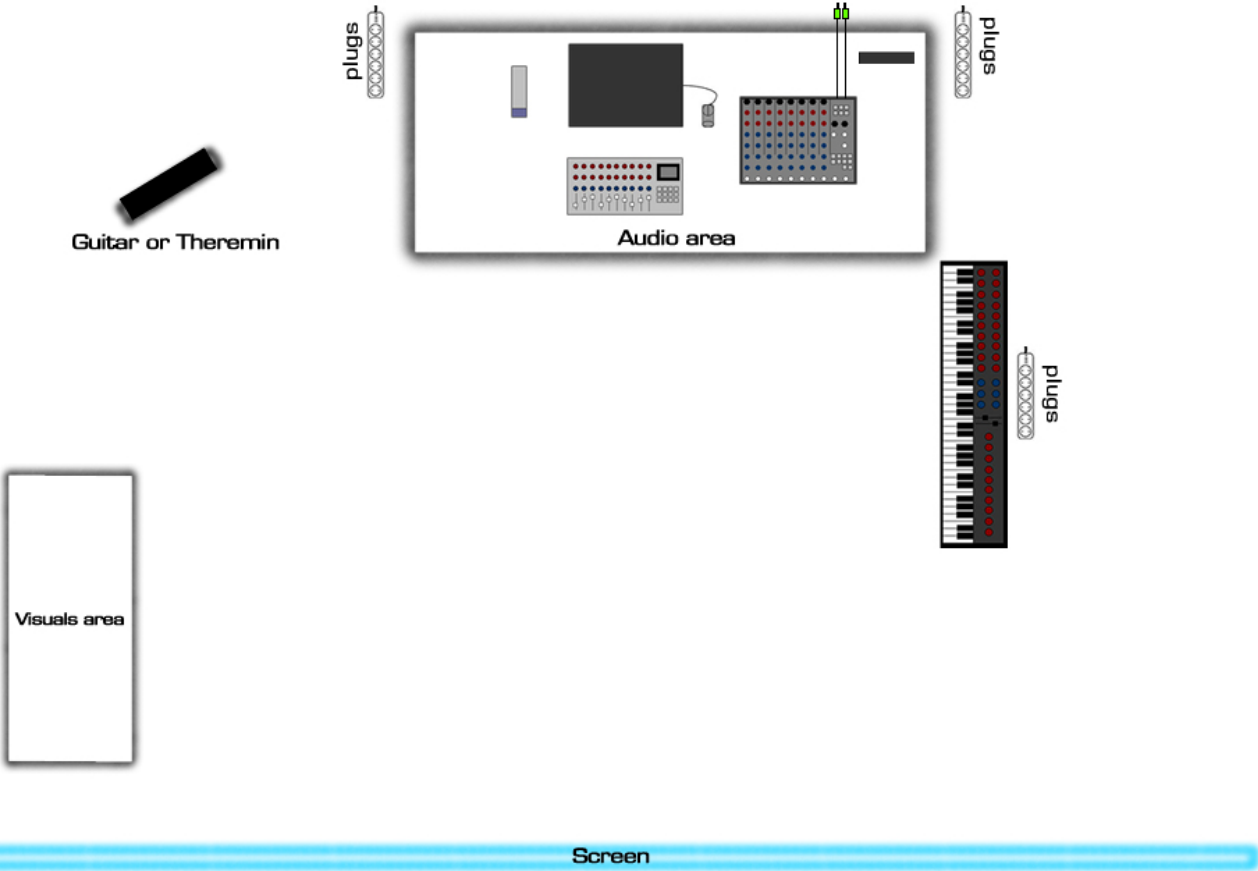 plugs
plugs
Guitar or Theremin
Audio area
plugs
Visuals area
Screen